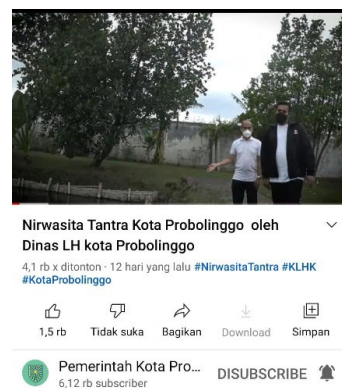 Nirwasita Tantra Kota Probolinggo oleh
Dinas LH kota Probolinggo
4,1 rb x ditonton · 12 hari yang lalu #NirwasitaTantra #KLHK
#KotaProbolinggo
1,5 rb
Tidak suka
Bagikan
Download
Simpan
Pemerintah Kota Pro...
DISUBSCRIBE
6,12 rb subscriber